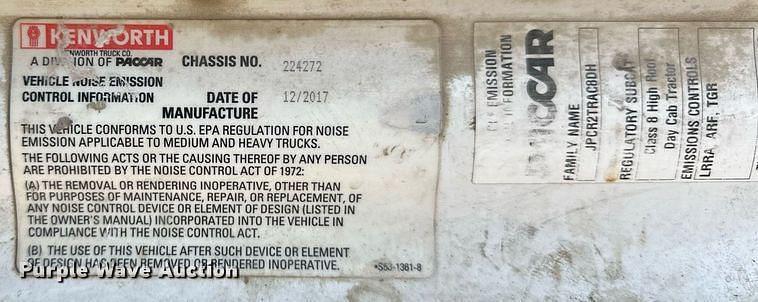 KENWORTH
KENWORTH TRUCK CO.
A DIVISION OF PACCAR
CHASSIS NO. 224272
VEHICLE NOISE EMISSION
CONTROL INFORMATION
DATE OF MANUFACTURE 12/2017
THIS VEHICLE CONFORMS TO U.S. EPA REGULATION FOR NOISE
EMISSION APPLICABLE TO MEDIUM AND HEAVY TRUCKS.
THE FOLLOWING ACTS OR THE CAUSING THEREOF BY ANY PERSON
ARE PROHIBITED BY THE NOISE CONTROL ACT OF 1972:
(A) THE REMOVAL OR RENDERING INOPERATIVE, OTHER THAN
FOR PURPOSES OF MAINTENANCE, REPAIR, OR REPLACEMENT, OF
ANY NOISE CONTROL DEVICE OR ELEMENT OF DESIGN (LISTED IN
THE OWNER'S MANUAL) INCORPORATED INTO THE VEHICLE IN
COMPLIANCE WITH THE NOISE CONTROL ACT.
(B) THE USE OF THIS VEHICLE AFTER SUCH DEVICE OR ELEMENT
OF DESIGN HAS BEEN REMOVED OR RENDERED INOPERATIVE.
*S53-1361-8
EMISSION
INFORMATION
PACCAR
FAMILY NAME
REGULATORY SUBCAT
Class 8 High Roof
Day Cab Tractor
EMISSIONS CONTROLS
LRRA, ARF, TGR
Purple Wave Auction